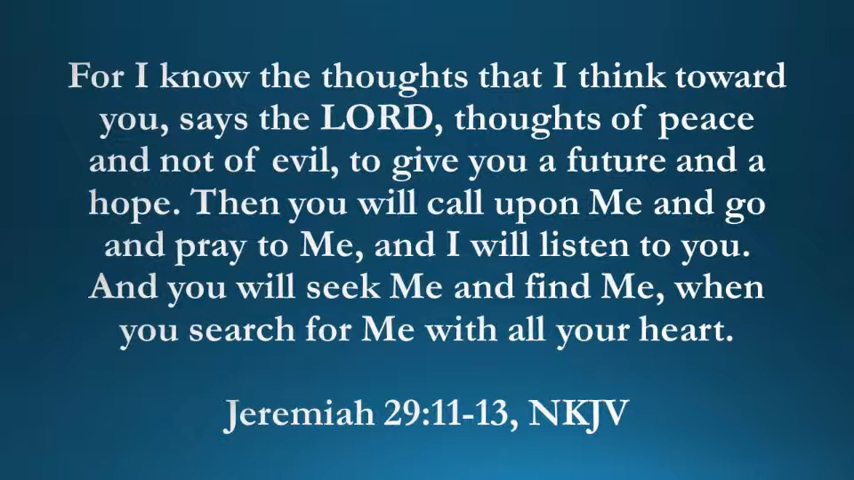 For I know the thoughts that I think toward
you, says the LORD, thoughts of peace
and not of evil, to give you a future and a
hope. Then you will call upon Me and go
and pray to Me, and I will listen to you.
And you will seek Me and find Me, when
you search for Me with all your heart.
Jeremiah 29:11-13, NKJV